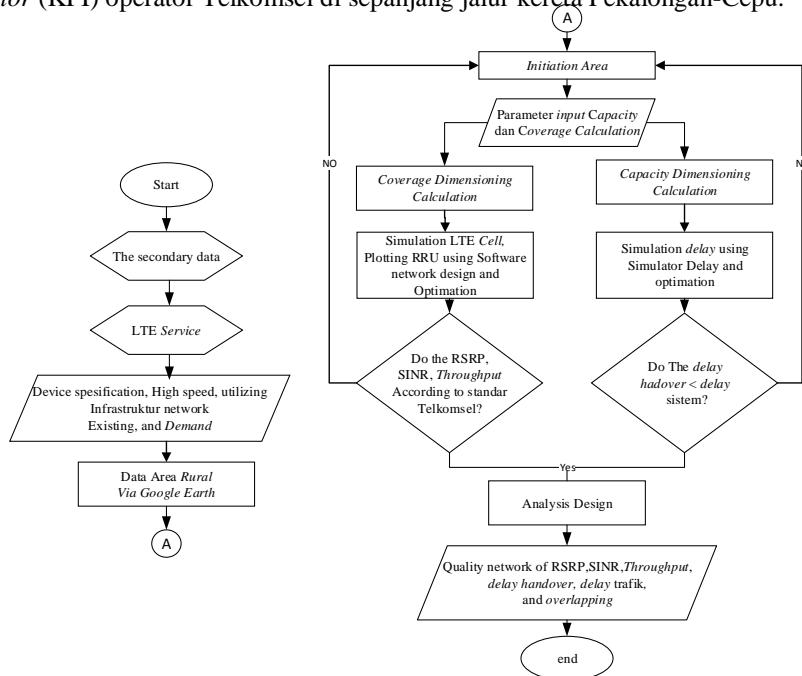 tor (KPI) operator Telkomsel di sepanjang jalur kereta Pekalongan-Cepu.
Start
The secondary data
LTE Service
Device spesification, High speed, utilizing
Infrastruktur network
Existing, and Demand
Data Area Rural
Via Google Earth
A
A
Initiation Area
Parameter input Capacity
dan Coverage Calculation
NO
N
Coverage Dimensioning
Calculation
Capacity Dimensioning
Calculation
Simulation LTE Cell,
Plotting RRU using Software
network design and
Optimation
Simulation delay using
Simulator Delay and
optimation
Do the RSRP,
SINR, Throughput
According to standar
Telkomsel?
Do The delay
hadover < delay
sistem?
Yes
Analysis Design
Quality network of RSRP,SINR,Throughput,
delay handover, delay trafik,
and overlapping
end